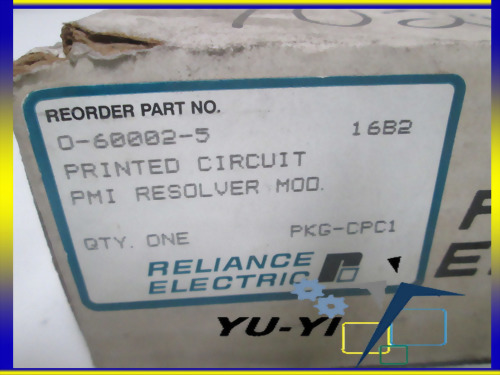 REORDER PART NO.
O-60002-5 16B2
PRINTED CIRCUIT
PMI RESOLVER MOD.
QTY. ONE PKG-CPC1
RELIANCE
ELECTRIC
YU-YI